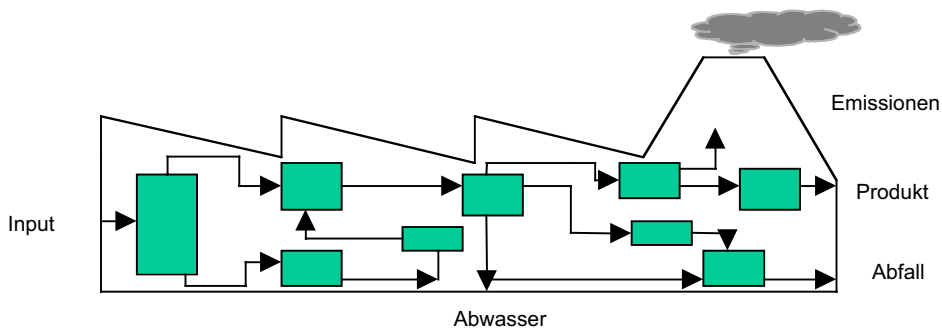 Emissionen
Produkt
Input
Abfall
Abwasser